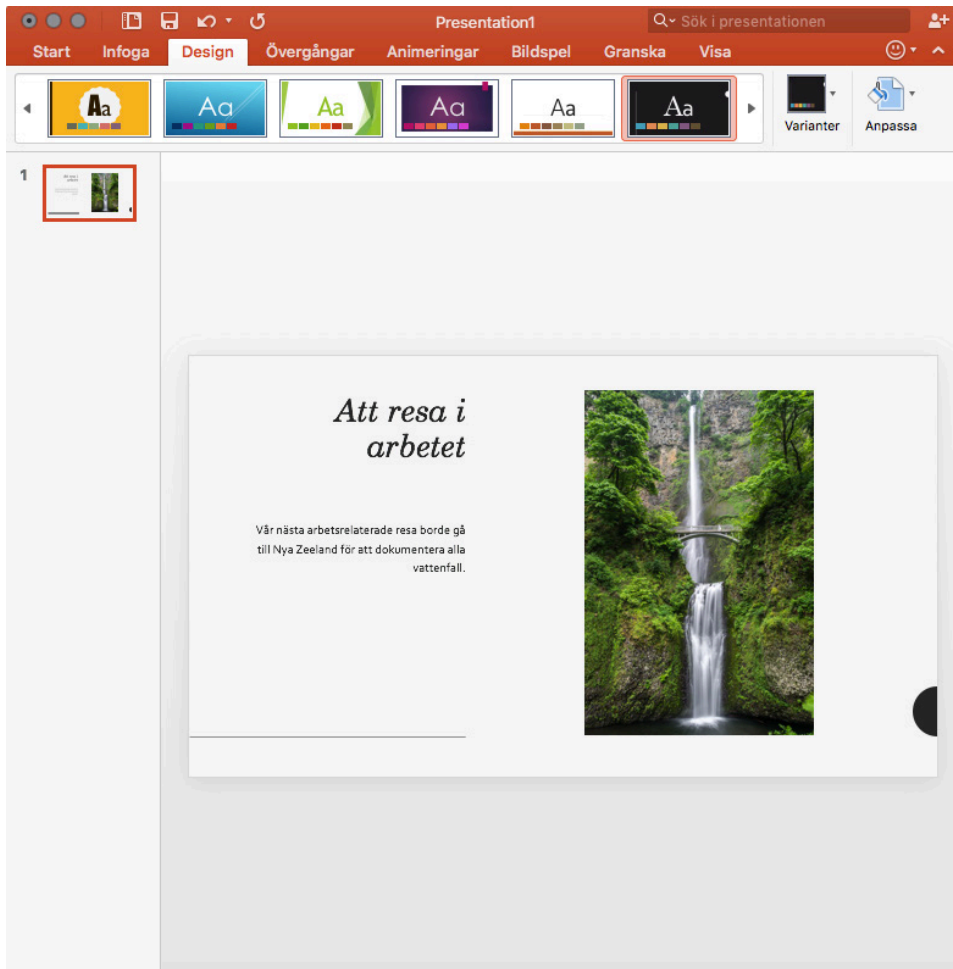 Presentation1
Sök i presentationen
Start Infoga Design Övergångar Animeringar Bildspel Granska Visa
Aa Aa Aa Aa Aa Aa
Varianter Anpassa
1
Att resa i
arbetet
Vår nästa arbetsrelaterade resa borde gå
till Nya Zeeland för att dokumentera alla
vattenfall.